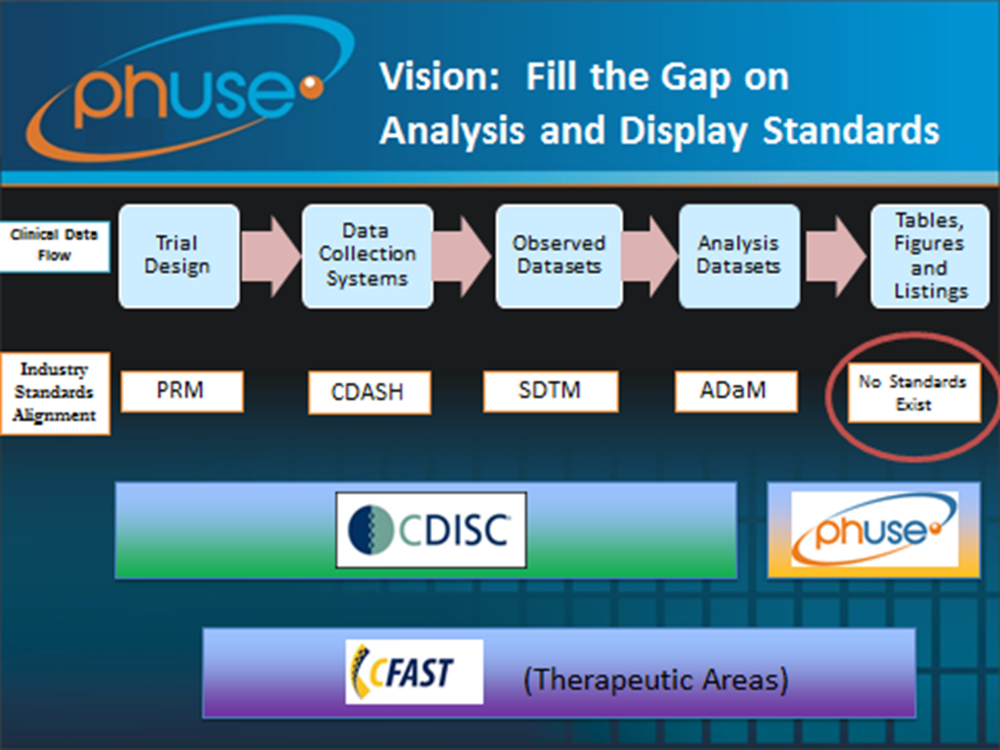 phuse
Vision: Fill the Gap on
Analysis and Display Standards
Clinical Data
Flow
Trial
Design
Data
Collection
Systems
Observed
Datasets
Analysis
Datasets
Tables,
Figures
and
Listings
Industry
Standards
Alignment
PRM
CDASH
SDTM
ADaM
No Standards
Exist
CDISC
phuse
CFAST
(Therapeutic Areas)